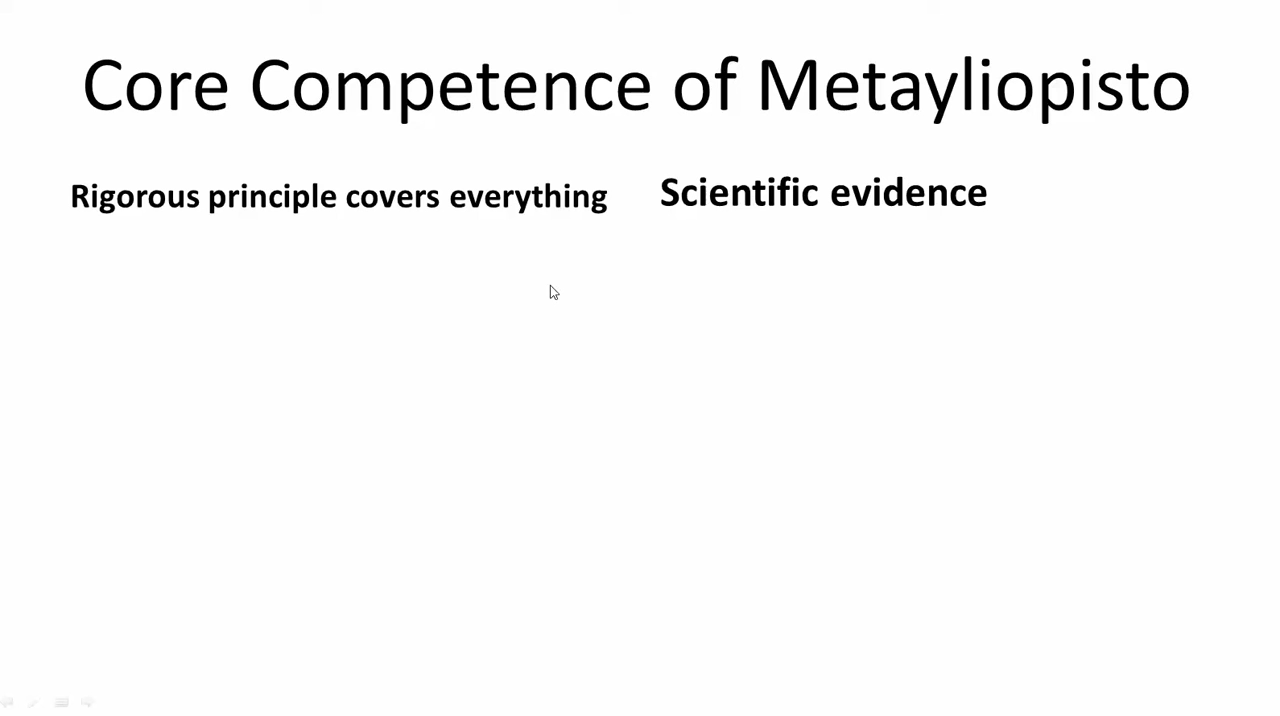 Core Competence of Metayliopisto
Rigorous principle covers everything
Scientific evidence